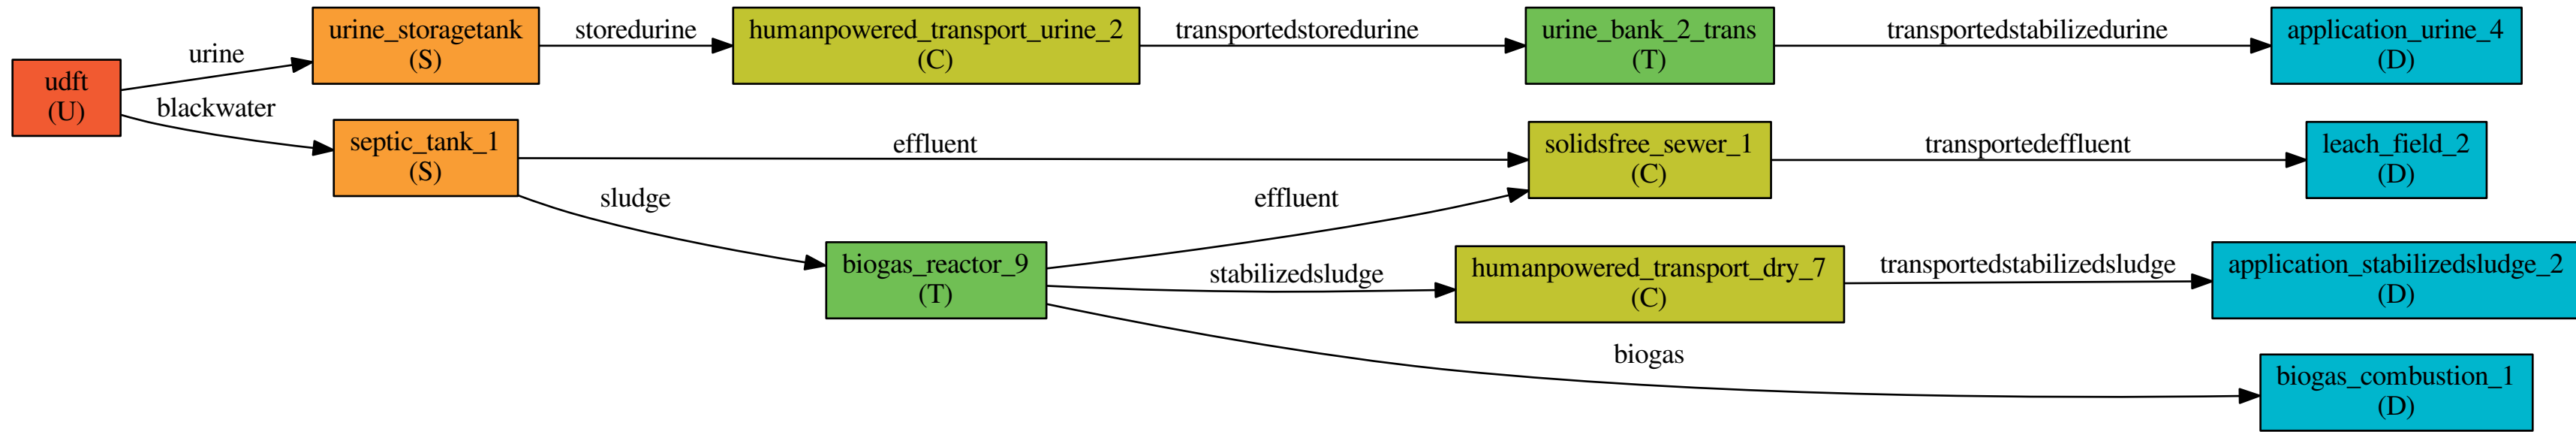 udft
(U)
urine
blackwater
urine_storagetank
(S)
storedurine
humanpowered_transport_urine_2
(C)
transportedstoredurine
urine_bank_2_trans
(T)
transportedstabilizedurine
application_urine_4
(D)
septic_tank_1
(S)
effluent
solidsfree_sewer_1
(C)
transportedeffluent
leach_field_2
(D)
sludge
effluent
biogas_reactor_9
(T)
stabilizedsludge
humanpowered_transport_dry_7
(C)
transportedstabilizedsludge
application_stabilizedsludge_2
(D)
biogas
biogas_combustion_1
(D)